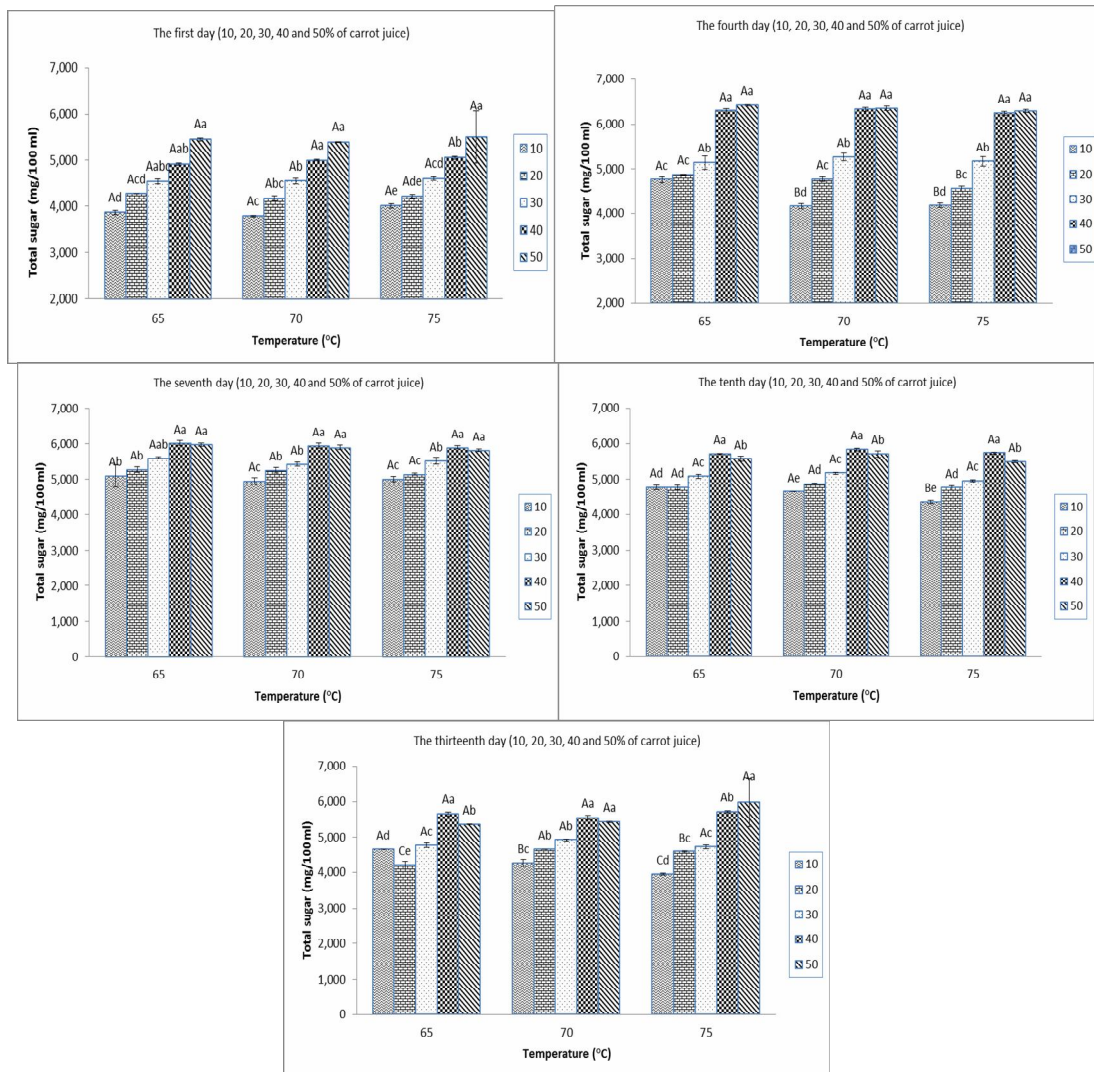 The first day (10, 20, 30, 40 and 50% of carrot juice)
Total sugar (mg/100 ml)
7,000
6,000
5,000
4,000
3,000
2,000
Ad Acd Aab Aab Aa
Ac Abc Ab Aa Aa
Ae Ade Acd Ab Aa
65 70 75
Temperature (°C)
10
20
30
40
50
The fourth day (10, 20, 30, 40 and 50% of carrot juice)
Total sugar (mg/100 ml)
7,000
6,000
5,000
4,000
3,000
2,000
Ac Ac Ab Aa Aa
Bd Ac Ab Aa Aa
Bd Bc Ab Aa Aa
65 70 75
Temperature (°C)
10
20
30
40
50
The seventh day (10, 20, 30, 40 and 50% of carrot juice)
Total sugar (mg/100ml)
7,000
6,000
5,000
4,000
3,000
2,000
1,000
0
Ab Ab Aab Aa Aa
Ac Ab Ab Aa Aa
Ac Ac Ab Aa Aa
65 70 75
Temperature (°C)
10
20
30
40
50
The tenth day (10, 20, 30, 40 and 50% of carrot juice)
Total sugar (mg/100ml)
7,000
6,000
5,000
4,000
3,000
2,000
1,000
0
Ad Ad Ac Aa Ab
Ae Ad Ac Aa Ab
Be Ad Ac Aa Ab
65 70 75
Temperature (°C)
10
20
30
40
50
The thirteenth day (10, 20, 30, 40 and 50% of carrot juice)
Total sugar (mg/100ml)
7,000
6,000
5,000
4,000
3,000
2,000
1,000
0
Ad Ce Ac Aa Ab
Bc Ab Ab Aa Aa
Cd Bc Ac Ab Aa
65 70 75
Temperature (°C)
10
20
30
40
50